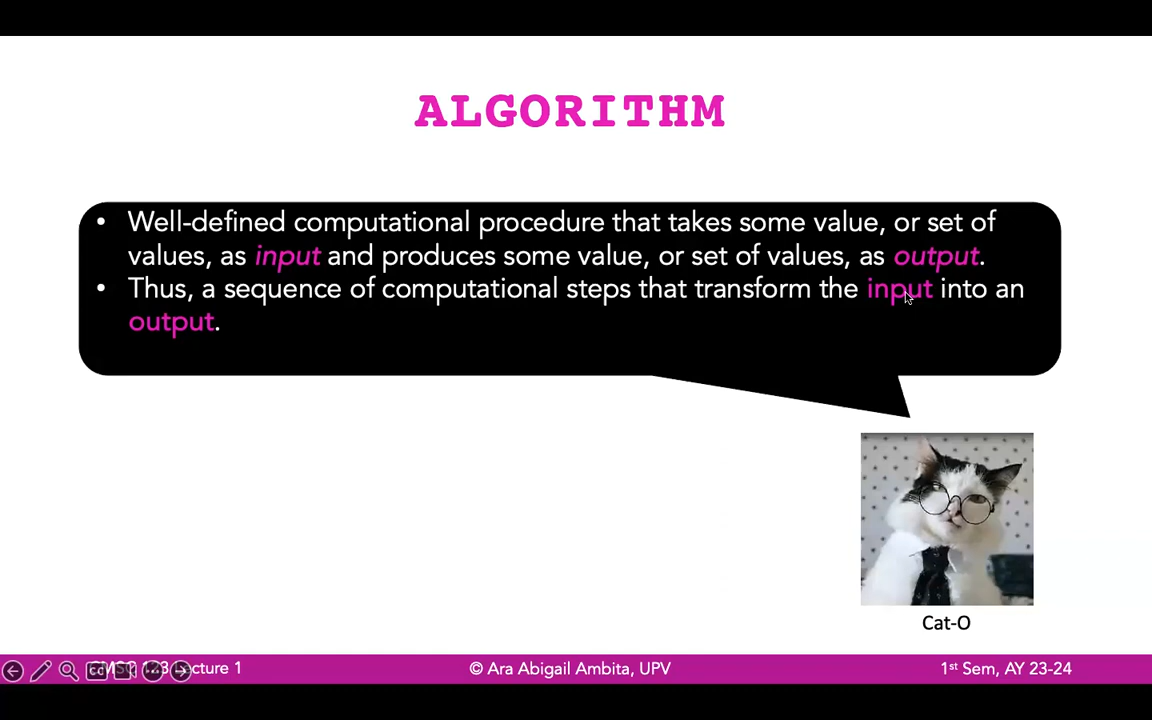 ALGORITHM
• Well-defined computational procedure that takes some value, or set of
values, as input and produces some value, or set of values, as output.
• Thus, a sequence of computational steps that transform the input into an
output.
Cat-O
CMSC 123 Lecture 1
© Ara Abigail Ambita, UPV
1st Sem, AY 23-24